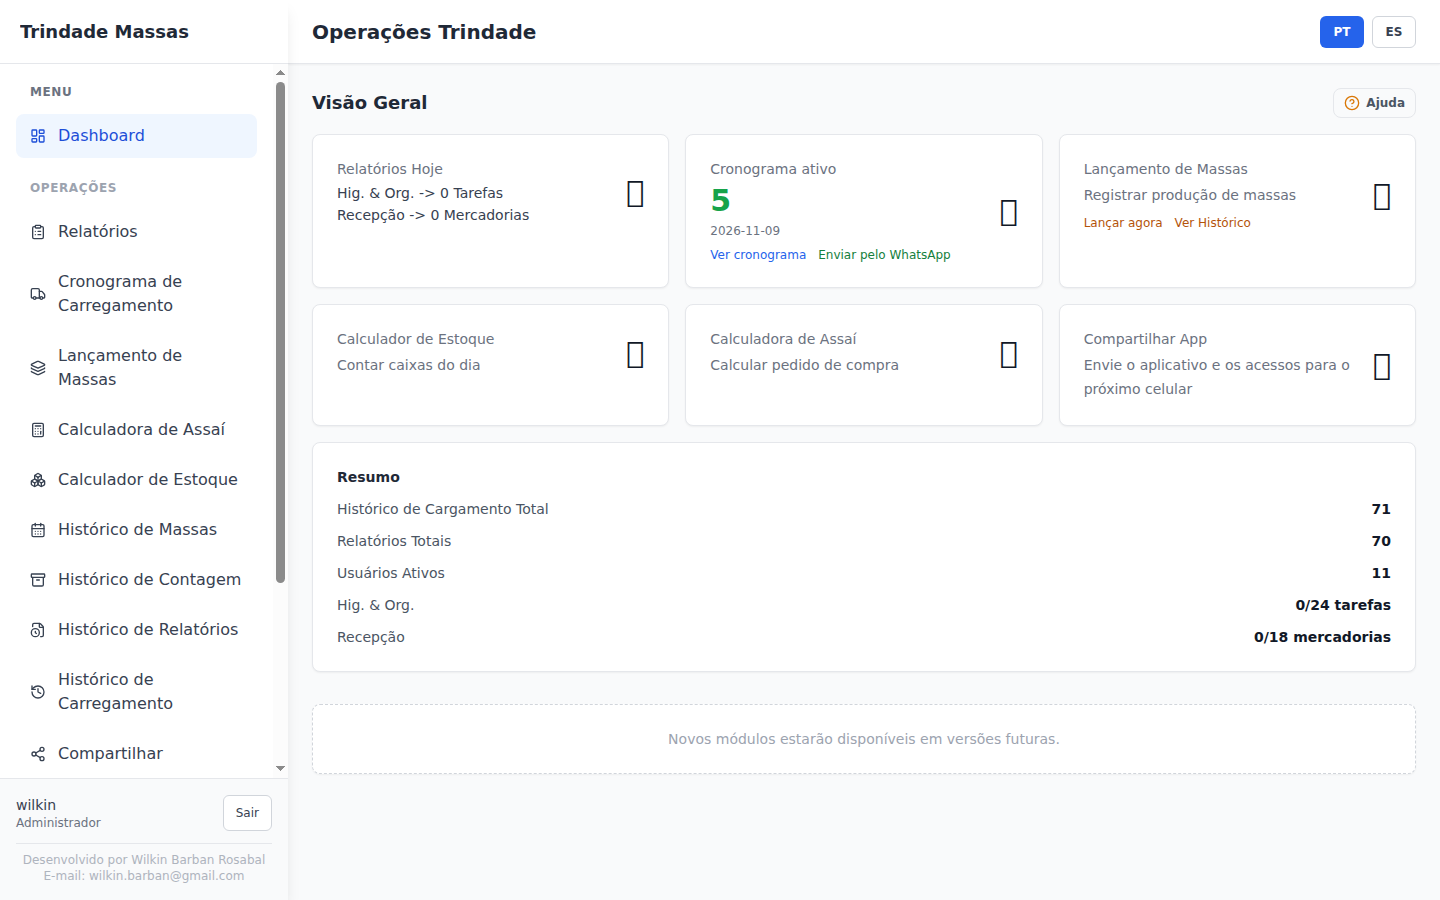 Trindade Massas
MENU
Dashboard
OPERAÇÕES
Relatórios
Cronograma de
Carregamento
Lançamento de
Massas
Calculadora de Assaí
Calculador de Estoque
Histórico de Massas
Histórico de Contagem
Histórico de Relatórios
Histórico de
Carregamento
Compartilhar
wilkin
Administrador
Sair
Desenvolvido por Wilkin Barban Rosabal
E-mail: wilkin.barban@gmail.com
Operações Trindade
PT
ES
Visão Geral
Ajuda
Relatórios Hoje
Hig. & Org. -> 0 Tarefas
Recepção -> 0 Mercadorias
Cronograma ativo
5
2026-11-09
Ver cronograma Enviar pelo WhatsApp
Lançamento de Massas
Registrar produção de massas
Lançar agora Ver Histórico
Calculador de Estoque
Contar caixas do dia
Calculadora de Assaí
Calcular pedido de compra
Compartilhar App
Envie o aplicativo e os acessos para o
próximo celular
Resumo
Histórico de Cargamento Total 71
Relatórios Totais 70
Usuários Ativos 11
Hig. & Org. 0/24 tarefas
Recepção 0/18 mercadorias
Novos módulos estarão disponíveis em versões futuras.